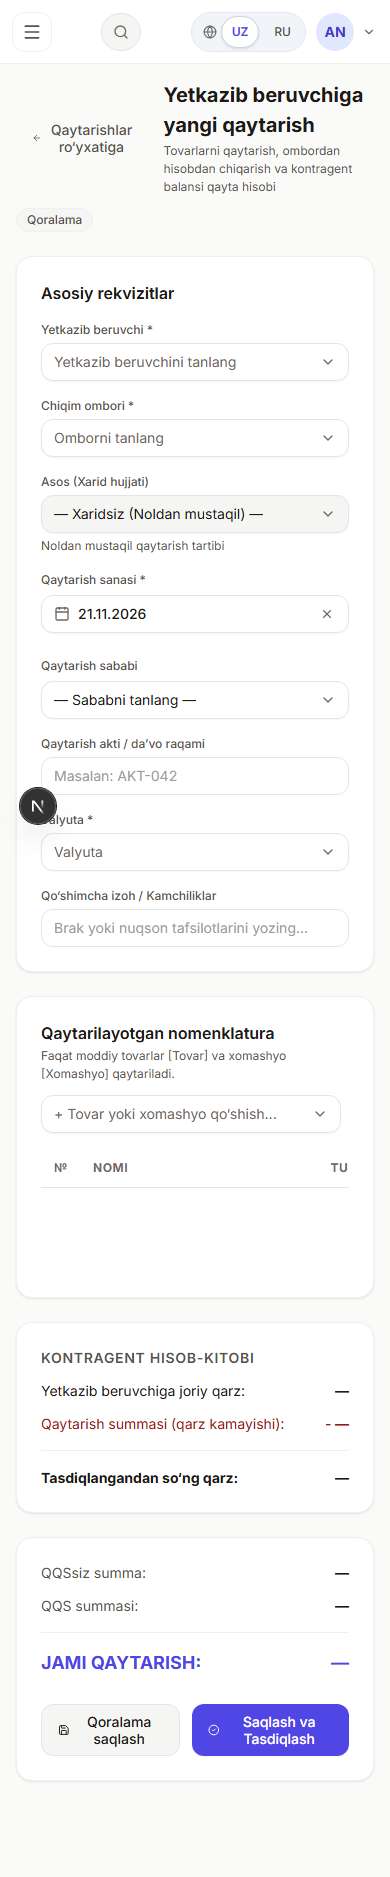 UZ
RU
AN
Qaytarishlar
ro‘yxatiga
Yetkazib beruvchiga
yangi qaytarish
Tovarlarni qaytarish, ombordan
hisobdan chiqarish va kontragent
balansi qayta hisobi
Qoralama
Asosiy rekvizitlar
Yetkazib beruvchi *
Yetkazib beruvchini tanlang
Chiqim ombori *
Omborni tanlang
Asos (Xarid hujjati)
— Xaridsiz (Noldan mustaqil) —
Noldan mustaqil qaytarish tartibi
Qaytarish sanasi *
21.11.2026
Qaytarish sababi
— Sababni tanlang —
Qaytarish akti / da’vo raqami
Masalan: AKT-042
N
alyuta *
Valyuta
Qo‘shimcha izoh / Kamchiliklar
Brak yoki nuqson tafsilotlarini yozing...
Qaytarilayotgan nomenklatura
Faqat moddiy tovarlar [Tovar] va xomashyo
[Xomashyo] qaytariladi.
+ Tovar yoki xomashyo qo‘shish...
№ NOMI TU
KONTRAGENT HISOB-KITOBI
Yetkazib beruvchiga joriy qarz: —
Qaytarish summasi (qarz kamayishi): - —
Tasdiqlangandan so‘ng qarz: —
QQSsiz summa: —
QQS summasi: —
JAMI QAYTARISH: —
Qoralama
saqlash
Saqlash va
Tasdiqlash